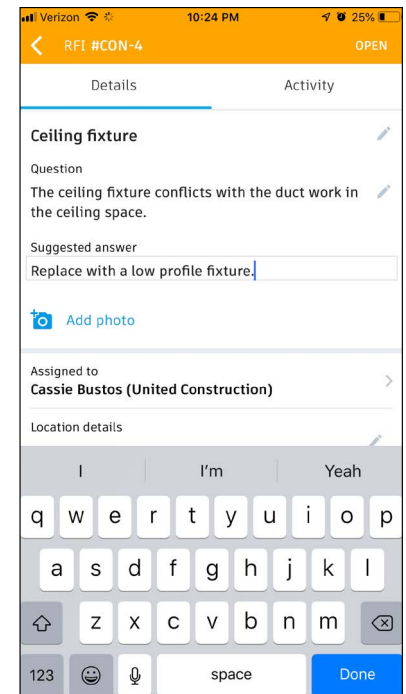 Verizon 10:24 PM 25%
RFI #CON-4 OPEN
Details Activity
Ceiling fixture
Question
The ceiling fixture conflicts with the duct work in
the ceiling space.
Suggested answer
Replace with a low profile fixture.
Add photo
Assigned to
Cassie Bustos (United Construction)
Location details
I I'm Yeah
q w e r t y u i o p
a s d f g h j k l
z x c v b n m
123 space Done